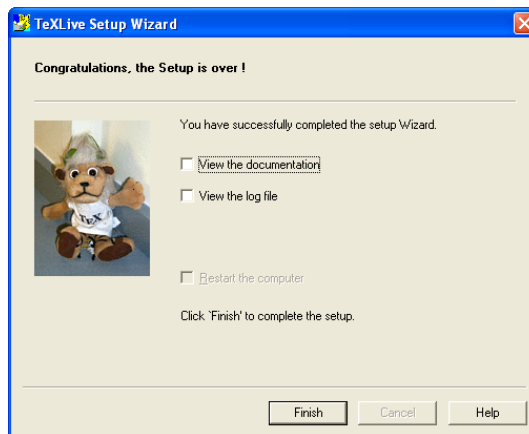 TeXLive Setup Wizard
Congratulations, the Setup is over !
You have successfully completed the setup Wizard.
View the documentation
View the log file
TEX
Restart the computer
Click `Finish' to complete the setup.
Finish
Cancel
Help